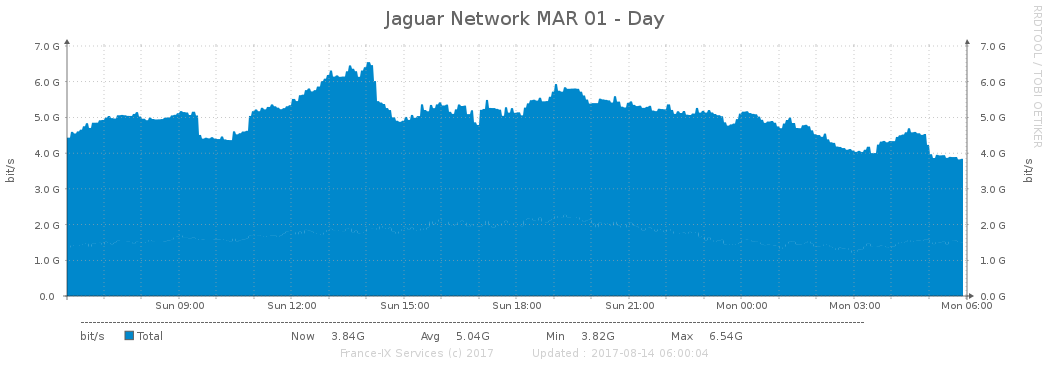 Jaguar Network MAR 01 - Day
RRDTOOL / TOBI OETIKER
7.0 G 7.0 G
6.0 G 6.0 G
5.0 G 5.0 G
4.0 G 4.0 G
3.0 G 3.0 G
2.0 G 2.0 G
1.0 G 1.0 G
0.0 0.0 G
bit/s bit/s
Sun 09:00 Sun 12:00 Sun 15:00 Sun 18:00 Sun 21:00 Mon 00:00 Mon 03:00 Mon 06:00
bit/s Total Now 3.84G Avg 5.04G Min 3.82G Max 6.54G
France-IX Services (c) 2017 Updated : 2017-08-14 06:00:04